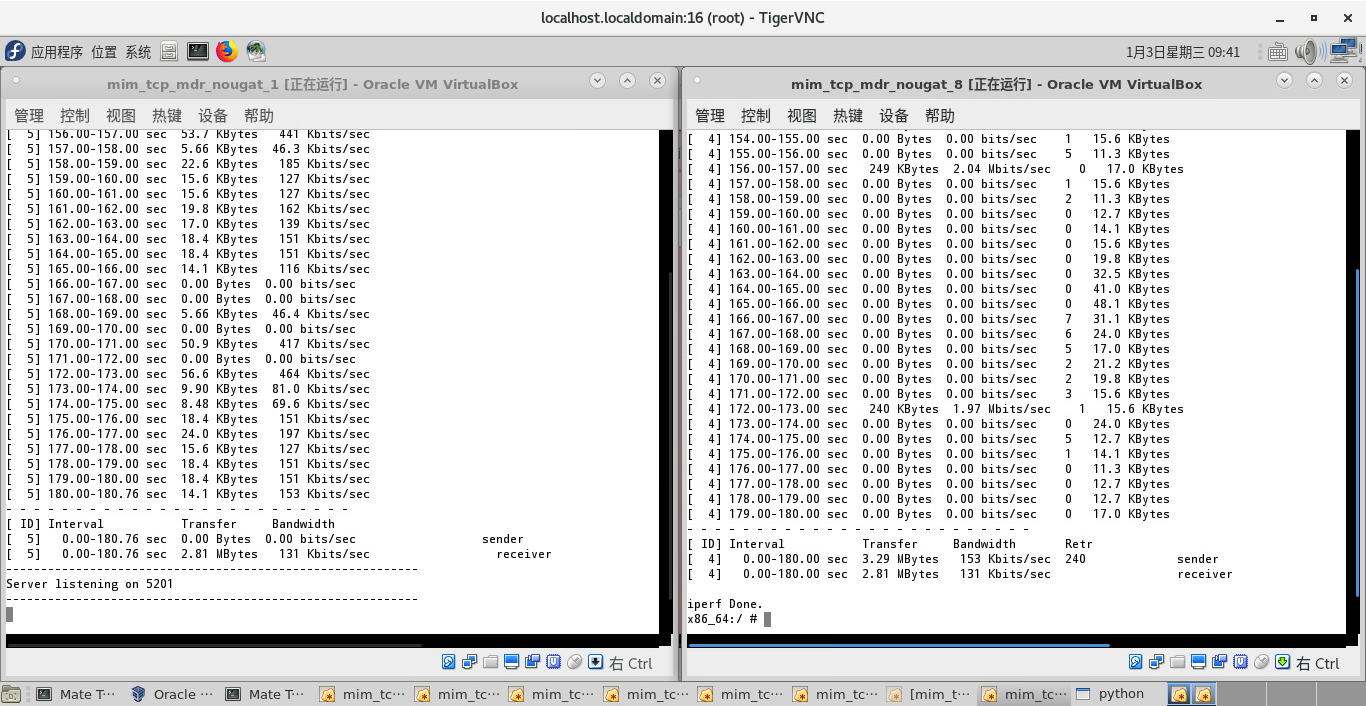 localhost.localdomain:16 (root) - TigerVNC
应用程序 位置 系统
1月3日星期三 09:41
mim_tcp_mdr_nougat_1 [正在运行] - Oracle VM VirtualBox
管理 控制 视图 热键 设备 帮助
[  5] 156.00-157.00 sec  53.7 KBytes   441 Kbits/sec
[  5] 157.00-158.00 sec  5.66 KBytes  46.3 Kbits/sec
[  5] 158.00-159.00 sec  22.6 KBytes   185 Kbits/sec
[  5] 159.00-160.00 sec  15.6 KBytes   127 Kbits/sec
[  5] 160.00-161.00 sec  15.6 KBytes   127 Kbits/sec
[  5] 161.00-162.00 sec  19.8 KBytes   162 Kbits/sec
[  5] 162.00-163.00 sec  17.0 KBytes   139 Kbits/sec
[  5] 163.00-164.00 sec  18.4 KBytes   151 Kbits/sec
[  5] 164.00-165.00 sec  18.4 KBytes   151 Kbits/sec
[  5] 165.00-166.00 sec  14.1 KBytes   116 Kbits/sec
[  5] 166.00-167.00 sec  0.00 Bytes  0.00 bits/sec
[  5] 167.00-168.00 sec  0.00 Bytes  0.00 bits/sec
[  5] 168.00-169.00 sec  5.66 KBytes  46.4 Kbits/sec
[  5] 169.00-170.00 sec  0.00 Bytes  0.00 bits/sec
[  5] 170.00-171.00 sec  50.9 KBytes   417 Kbits/sec
[  5] 171.00-172.00 sec  0.00 Bytes  0.00 bits/sec
[  5] 172.00-173.00 sec  56.6 KBytes   464 Kbits/sec
[  5] 173.00-174.00 sec  9.90 KBytes  81.0 Kbits/sec
[  5] 174.00-175.00 sec  8.48 KBytes  69.6 Kbits/sec
[  5] 175.00-176.00 sec  18.4 KBytes   151 Kbits/sec
[  5] 176.00-177.00 sec  24.0 KBytes   197 Kbits/sec
[  5] 177.00-178.00 sec  15.6 KBytes   127 Kbits/sec
[  5] 178.00-179.00 sec  18.4 KBytes   151 Kbits/sec
[  5] 179.00-180.00 sec  18.4 KBytes   151 Kbits/sec
[  5] 180.00-180.76 sec  14.1 KBytes   153 Kbits/sec
- - - - - - - - - - - - - - - - - - - - - - - - -
[ ID] Interval           Transfer     Bandwidth
[  5]   0.00-180.76 sec  0.00 Bytes  0.00 bits/sec                  sender
[  5]   0.00-180.76 sec  2.81 MBytes   131 Kbits/sec                  receiver
-----------------------------------------------------------
Server listening on 5201
-----------------------------------------------------------
右 Ctrl
mim_tcp_mdr_nougat_8 [正在运行] - Oracle VM VirtualBox
管理 控制 视图 热键 设备 帮助
[  4] 154.00-155.00 sec  0.00 Bytes  0.00 bits/sec    1   15.6 KBytes
[  4] 155.00-156.00 sec  0.00 Bytes  0.00 bits/sec    5   11.3 KBytes
[  4] 156.00-157.00 sec   249 KBytes  2.04 Mbits/sec    0   17.0 KBytes
[  4] 157.00-158.00 sec  0.00 Bytes  0.00 bits/sec    1   15.6 KBytes
[  4] 158.00-159.00 sec  0.00 Bytes  0.00 bits/sec    2   11.3 KBytes
[  4] 159.00-160.00 sec  0.00 Bytes  0.00 bits/sec    0   12.7 KBytes
[  4] 160.00-161.00 sec  0.00 Bytes  0.00 bits/sec    0   14.1 KBytes
[  4] 161.00-162.00 sec  0.00 Bytes  0.00 bits/sec    0   15.6 KBytes
[  4] 162.00-163.00 sec  0.00 Bytes  0.00 bits/sec    0   19.8 KBytes
[  4] 163.00-164.00 sec  0.00 Bytes  0.00 bits/sec    0   32.5 KBytes
[  4] 164.00-165.00 sec  0.00 Bytes  0.00 bits/sec    0   41.0 KBytes
[  4] 165.00-166.00 sec  0.00 Bytes  0.00 bits/sec    0   48.1 KBytes
[  4] 166.00-167.00 sec  0.00 Bytes  0.00 bits/sec    7   31.1 KBytes
[  4] 167.00-168.00 sec  0.00 Bytes  0.00 bits/sec    6   24.0 KBytes
[  4] 168.00-169.00 sec  0.00 Bytes  0.00 bits/sec    5   17.0 KBytes
[  4] 169.00-170.00 sec  0.00 Bytes  0.00 bits/sec    2   21.2 KBytes
[  4] 170.00-171.00 sec  0.00 Bytes  0.00 bits/sec    2   19.8 KBytes
[  4] 171.00-172.00 sec  0.00 Bytes  0.00 bits/sec    3   15.6 KBytes
[  4] 172.00-173.00 sec   240 KBytes  1.97 Mbits/sec    1   15.6 KBytes
[  4] 173.00-174.00 sec  0.00 Bytes  0.00 bits/sec    0   24.0 KBytes
[  4] 174.00-175.00 sec  0.00 Bytes  0.00 bits/sec    5   12.7 KBytes
[  4] 175.00-176.00 sec  0.00 Bytes  0.00 bits/sec    1   14.1 KBytes
[  4] 176.00-177.00 sec  0.00 Bytes  0.00 bits/sec    0   11.3 KBytes
[  4] 177.00-178.00 sec  0.00 Bytes  0.00 bits/sec    0   12.7 KBytes
[  4] 178.00-179.00 sec  0.00 Bytes  0.00 bits/sec    0   12.7 KBytes
[  4] 179.00-180.00 sec  0.00 Bytes  0.00 bits/sec    0   17.0 KBytes
- - - - - - - - - - - - - - - - - - - - - - - - -
[ ID] Interval           Transfer     Bandwidth       Retr
[  4]   0.00-180.00 sec  3.29 MBytes   153 Kbits/sec  240             sender
[  4]   0.00-180.00 sec  2.81 MBytes   131 Kbits/sec                  receiver
iperf Done.
x86_64:/ #
右 Ctrl
Mate T··· Oracle ··· Mate T··· mim_tc··· mim_tc··· mim_tc··· mim_tc··· mim_tc··· mim_tc··· [mim_t··· mim_tc··· python